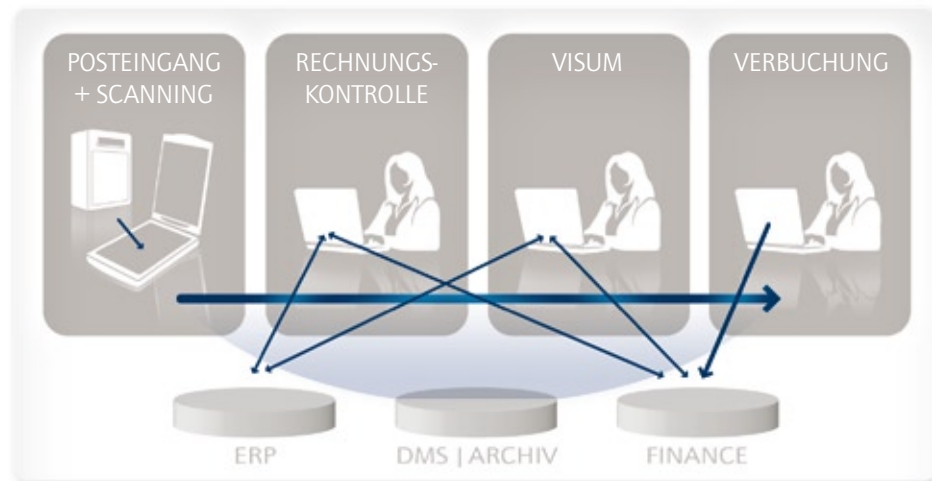 POSTEINGANG
+ SCANNING
RECHNUNGS-
KONTROLLE
VISUM
VERBUCHUNG
ERP
DMS | ARCHIV
FINANCE